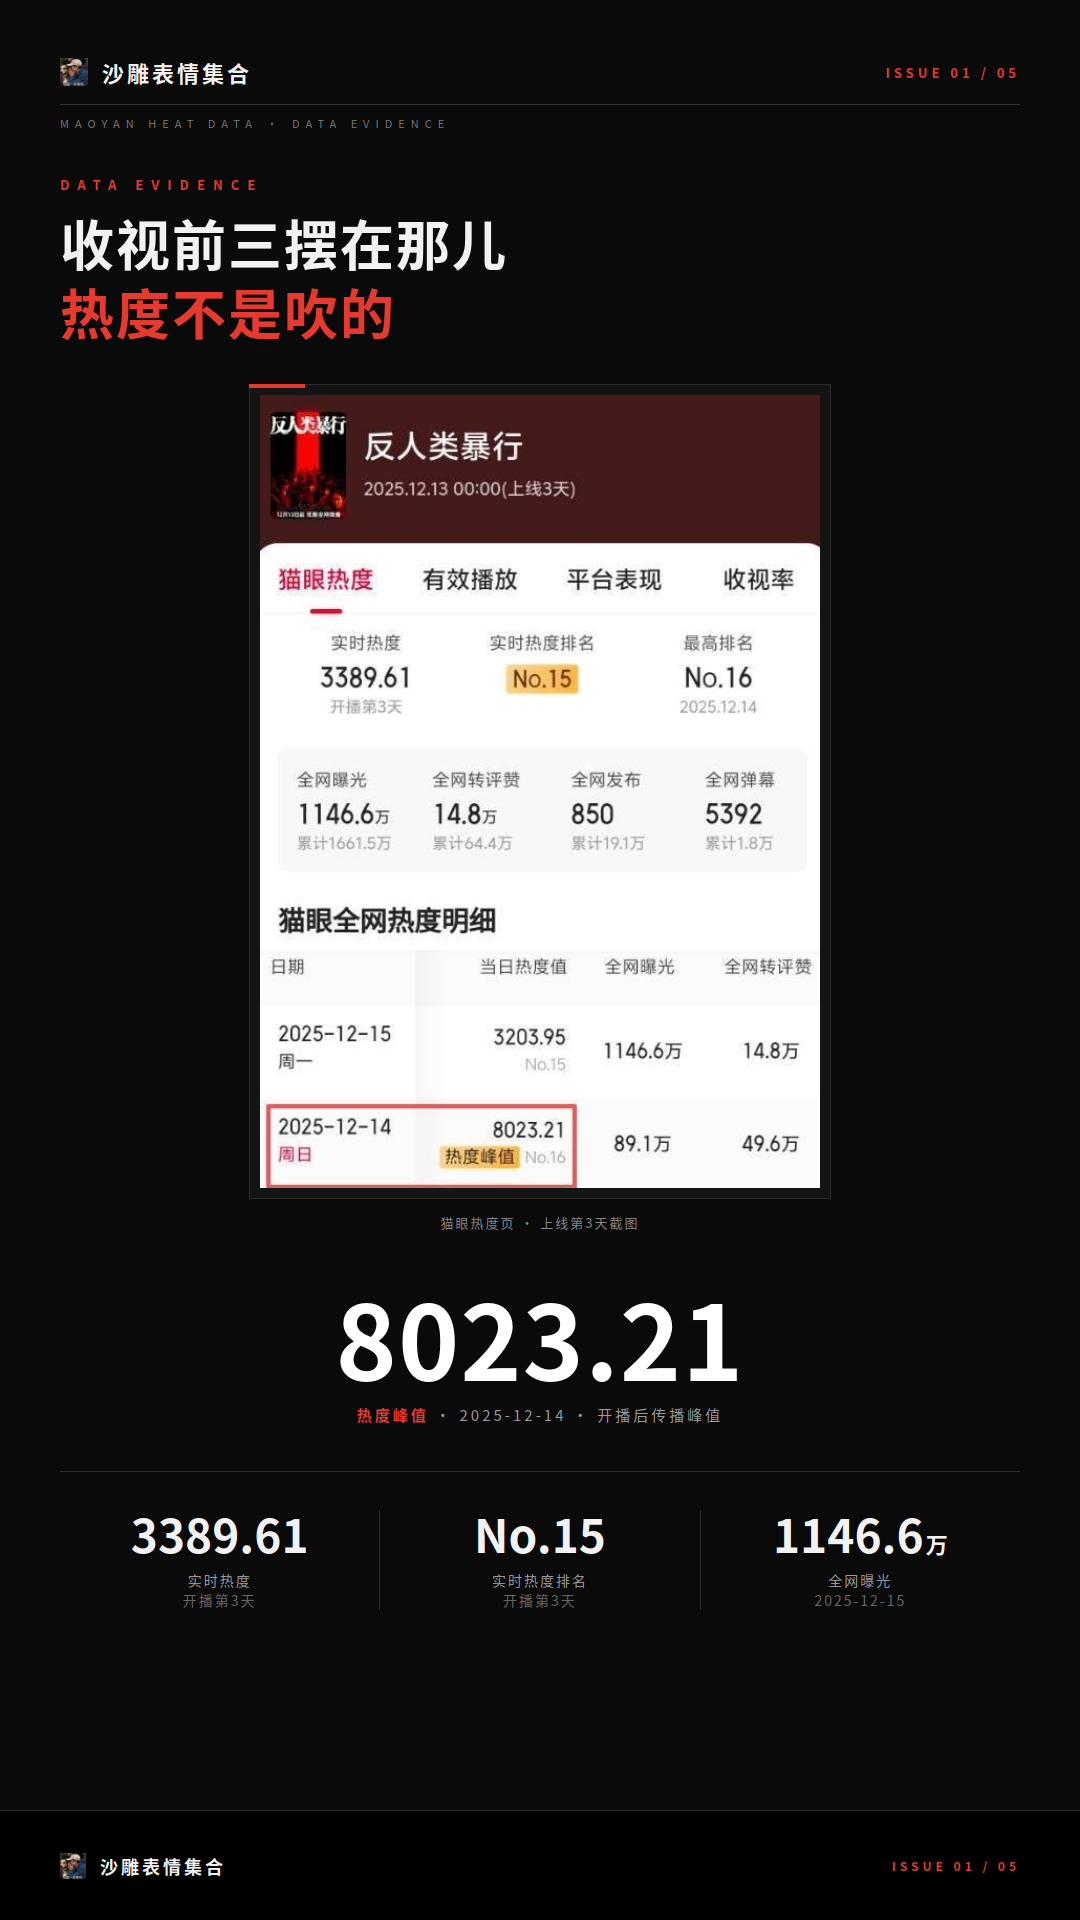 沙雕表情集合
ISSUE 01 / 05
MAOYAN HEAT DATA · DATA EVIDENCE
DATA EVIDENCE
收视前三摆在那儿
热度不是吹的
反人类暴行
反人类暴行
2025.12.13 00:00(上线3天)
猫眼热度 有效播放 平台表现 收视率
实时热度 实时热度排名 最高排名
3389.61 No.15 No.16
开播第3天 2025.12.14
全网曝光 全网转评赞 全网发布 全网弹幕
1146.6万 14.8万 850 5392
累计1661.5万 累计64.4万 累计19.1万 累计1.8万
猫眼全网热度明细
日期 当日热度值 全网曝光 全网转评赞
2025-12-15 3203.95 1146.6万 14.8万
周一 No.15
2025-12-14 8023.21 89.1万 49.6万
周日 热度峰值 No.16
猫眼热度页 · 上线第3天截图
8023.21
热度峰值 · 2025-12-14 · 开播后传播峰值
3389.61 No.15 1146.6万
实时热度 实时热度排名 全网曝光
开播第3天 开播第3天 2025-12-15
沙雕表情集合
ISSUE 01 / 05